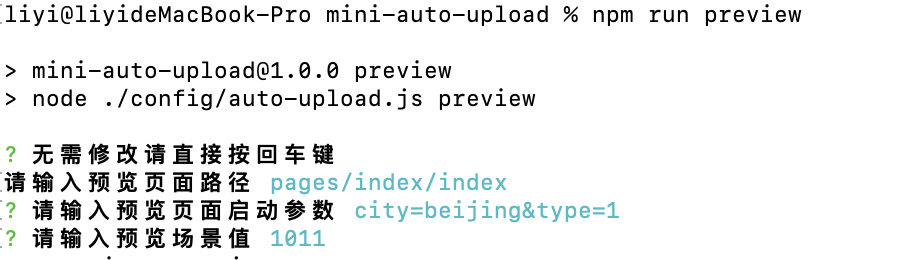 liyi@liyideMacBook-Pro mini-auto-upload % npm run preview
> mini-auto-upload@1.0.0 preview
> node ./config/auto-upload.js preview
? 无需修改请直接按回车键
请输入预览页面路径 pages/index/index
? 请输入预览页面启动参数 city=beijing&type=1
? 请输入预览场景值 1011